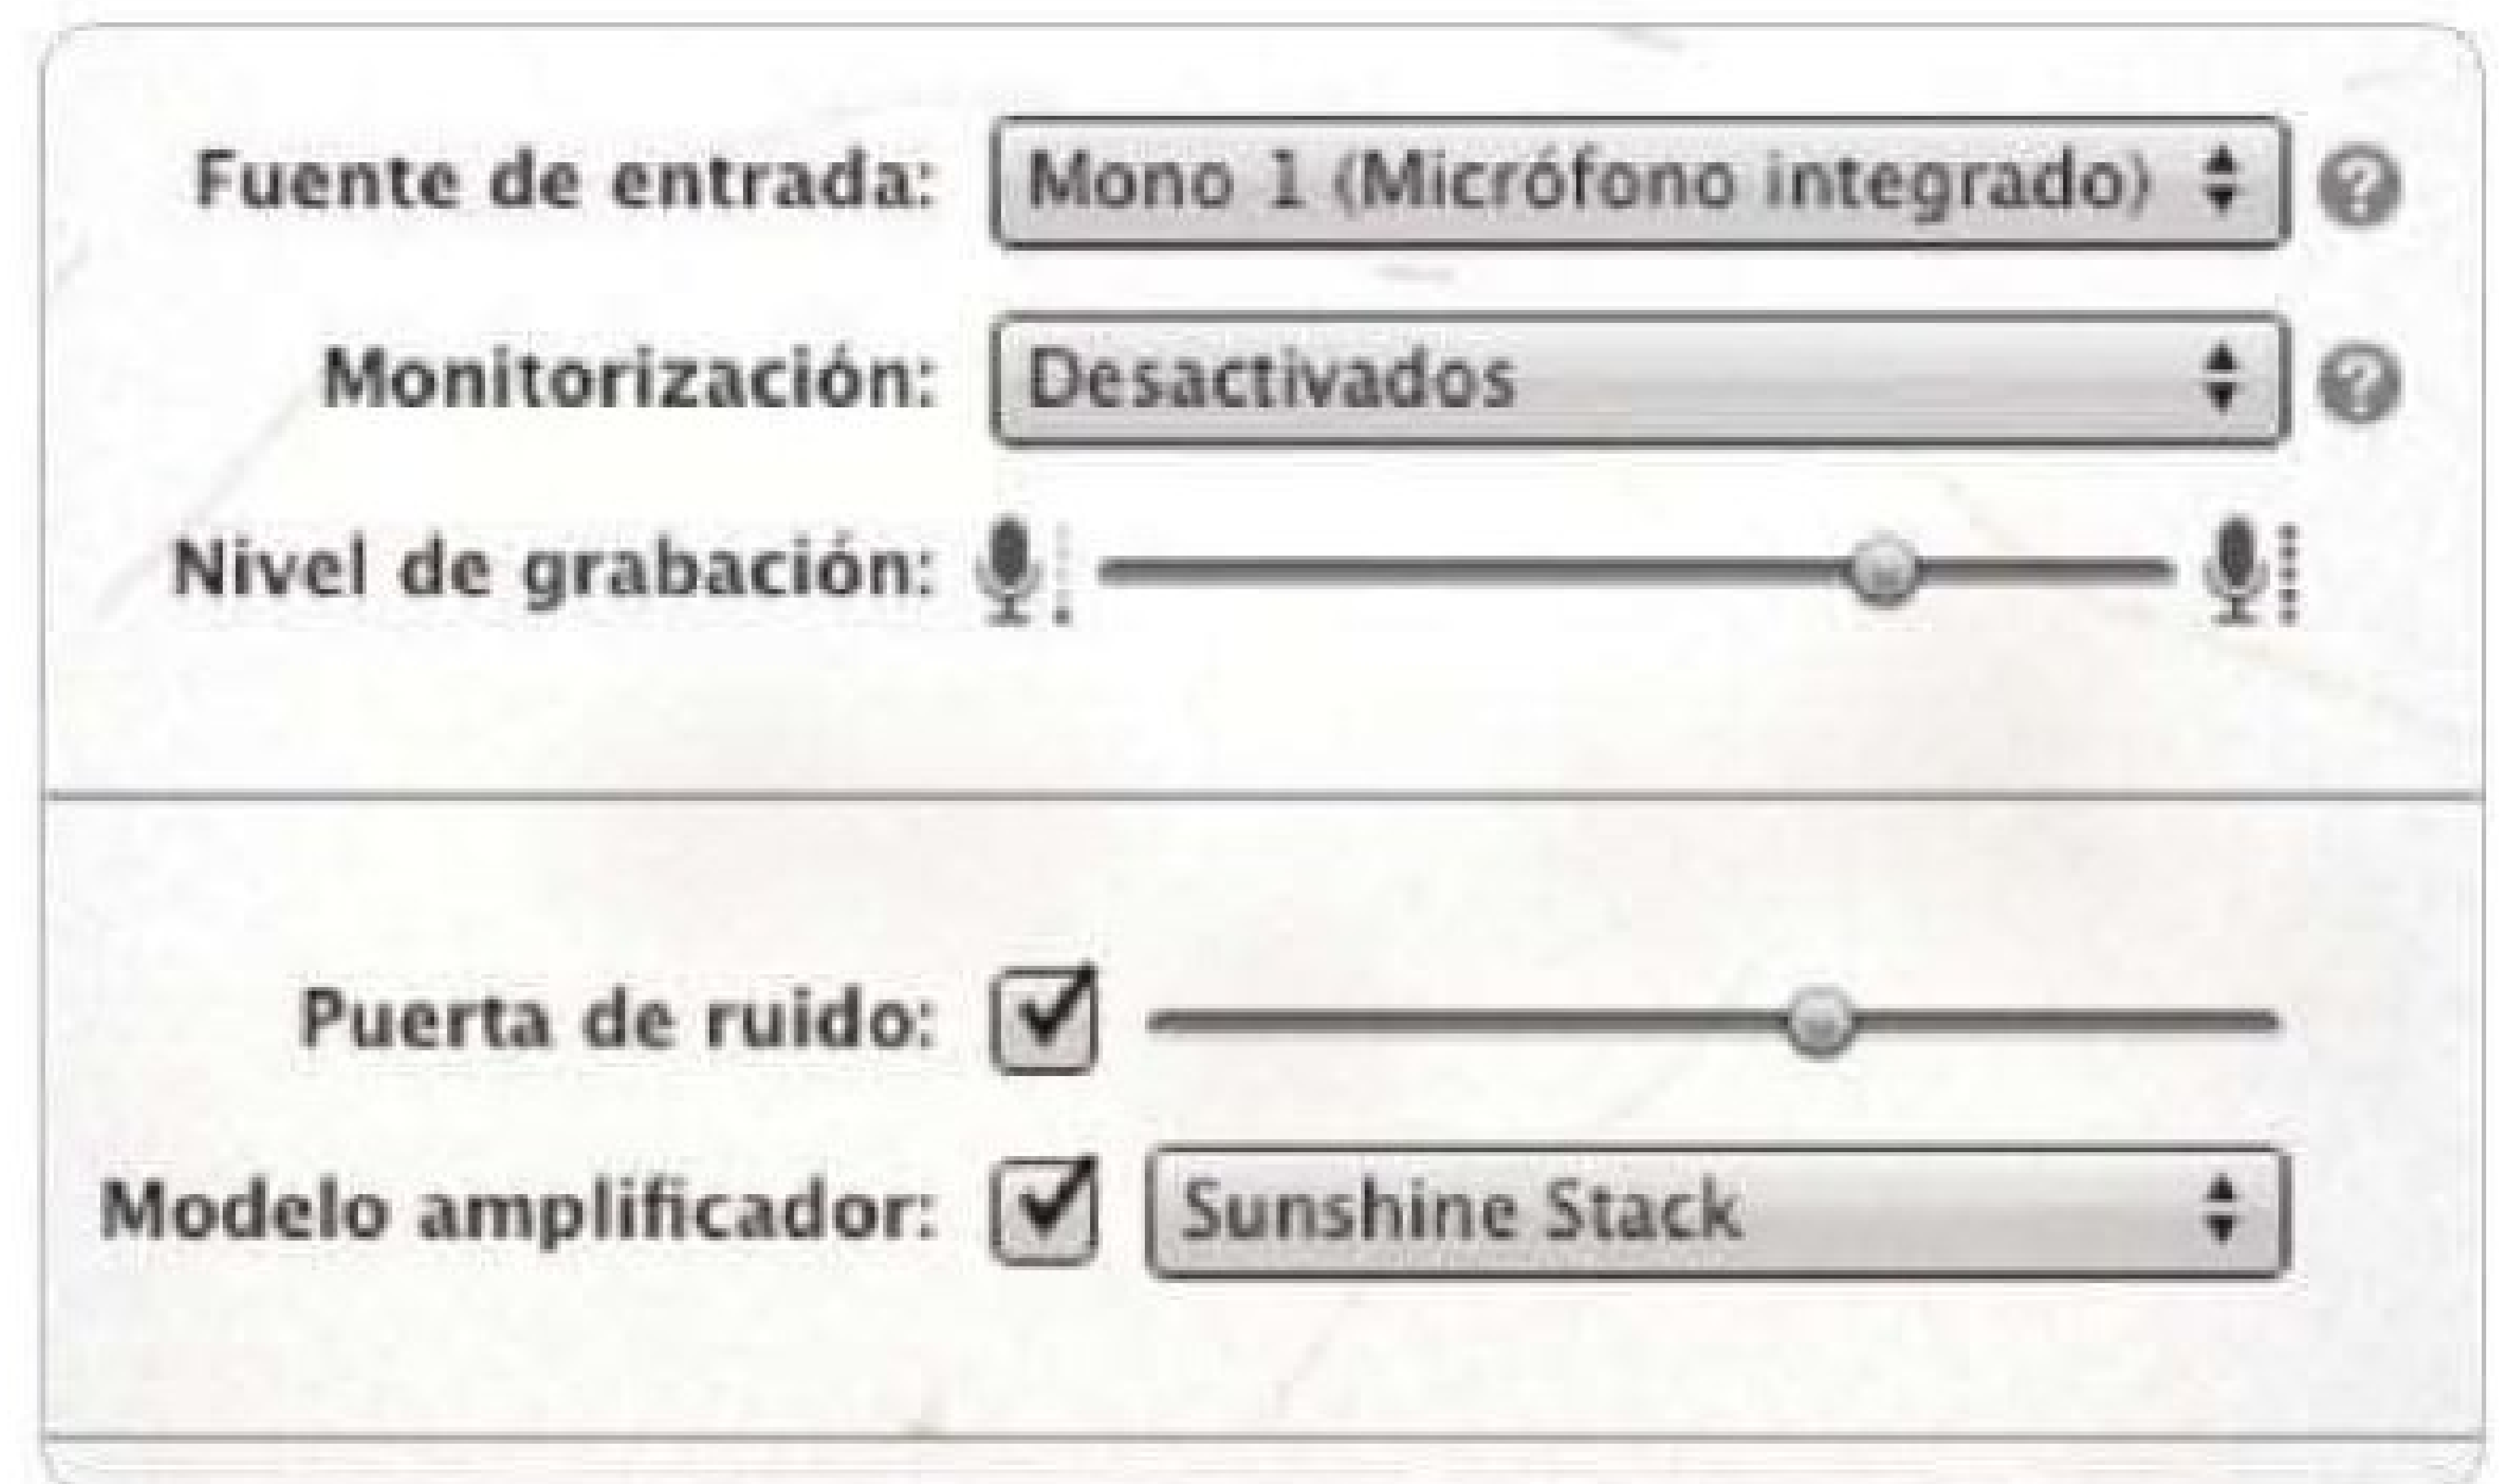 Fuente de entrada: Mono 1 (Micrófono integrado)
Monitorización: Desactivados
Nivel de grabación:
Puerta de ruido:
Modelo amplificador: Sunshine Stack